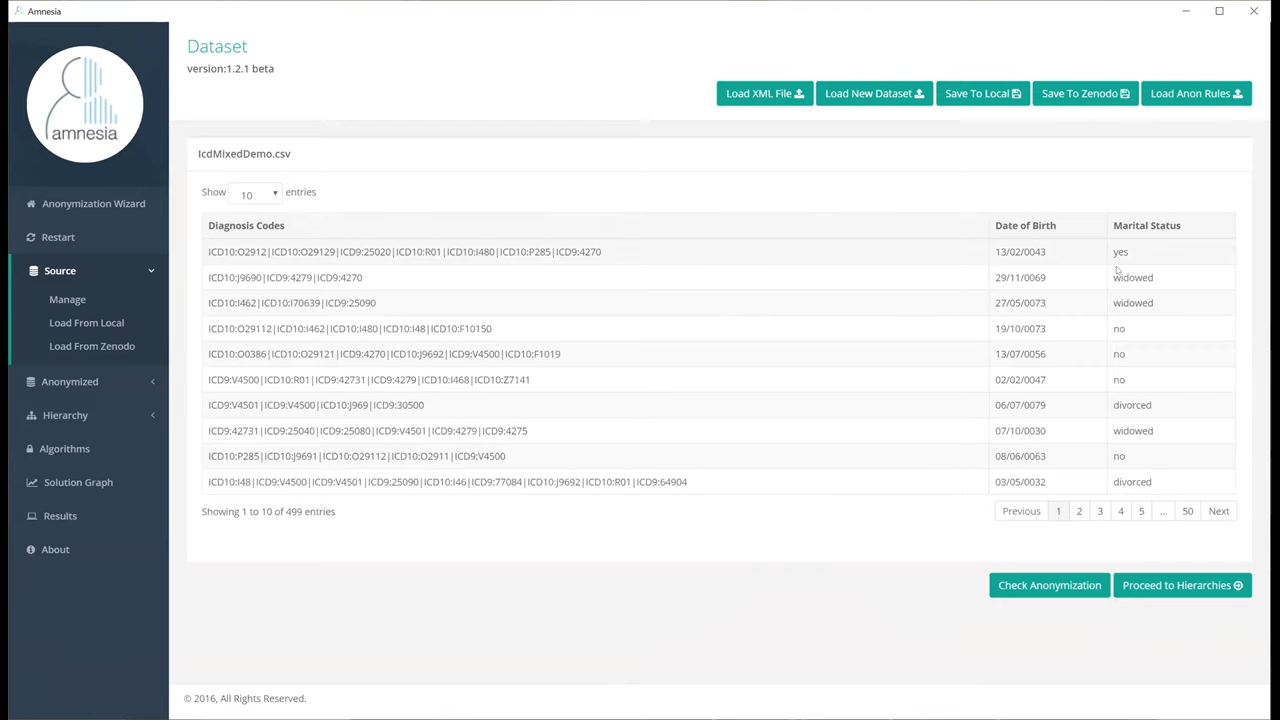 Amnesia
amnesia
Anonymization Wizard
Restart
Source
Manage
Load From Local
Load From Zenodo
Anonymized
Hierarchy
Algorithms
Solution Graph
Results
About
Dataset
version:1.2.1 beta
Load XML File Load New Dataset Save To Local Save To Zenodo Load Anon Rules
IcdMixedDemo.csv
Show 10 entries
Diagnosis Codes Date of Birth Marital Status
ICD10:O2912|ICD10:O29129|ICD9:25020|ICD10:R01|ICD10:I480|ICD10:P285|ICD9:4270 13/02/0043 yes
ICD10:J9690|ICD9:4279|ICD9:4270 29/11/0069 widowed
ICD10:I462|ICD10:I70639|ICD9:25090 27/05/0073 widowed
ICD10:O29112|ICD10:I462|ICD10:I480|ICD10:I48|ICD10:F10150 19/10/0073 no
ICD10:O0386|ICD10:O29121|ICD9:4270|ICD10:J9692|ICD9:V4500|ICD10:F1019 13/07/0056 no
ICD9:V4500|ICD10:R01|ICD9:42731|ICD9:4279|ICD10:I468|ICD10:Z7141 02/02/0047 no
ICD9:V4501|ICD9:V4500|ICD10:J969|ICD9:30500 06/07/0079 divorced
ICD9:42731|ICD9:25040|ICD9:25080|ICD9:V4501|ICD9:4279|ICD9:4275 07/10/0030 widowed
ICD10:P285|ICD10:J9691|ICD10:O29112|ICD10:O2911|ICD9:V4500 08/06/0063 no
ICD10:I48|ICD9:V4500|ICD9:V4501|ICD9:25090|ICD10:I46|ICD9:77084|ICD10:J9692|ICD10:R01|ICD9:64904 03/05/0032 divorced
Showing 1 to 10 of 499 entries Previous 1 2 3 4 5 ... 50 Next
Check Anonymization Proceed to Hierarchies
© 2016, All Rights Reserved.